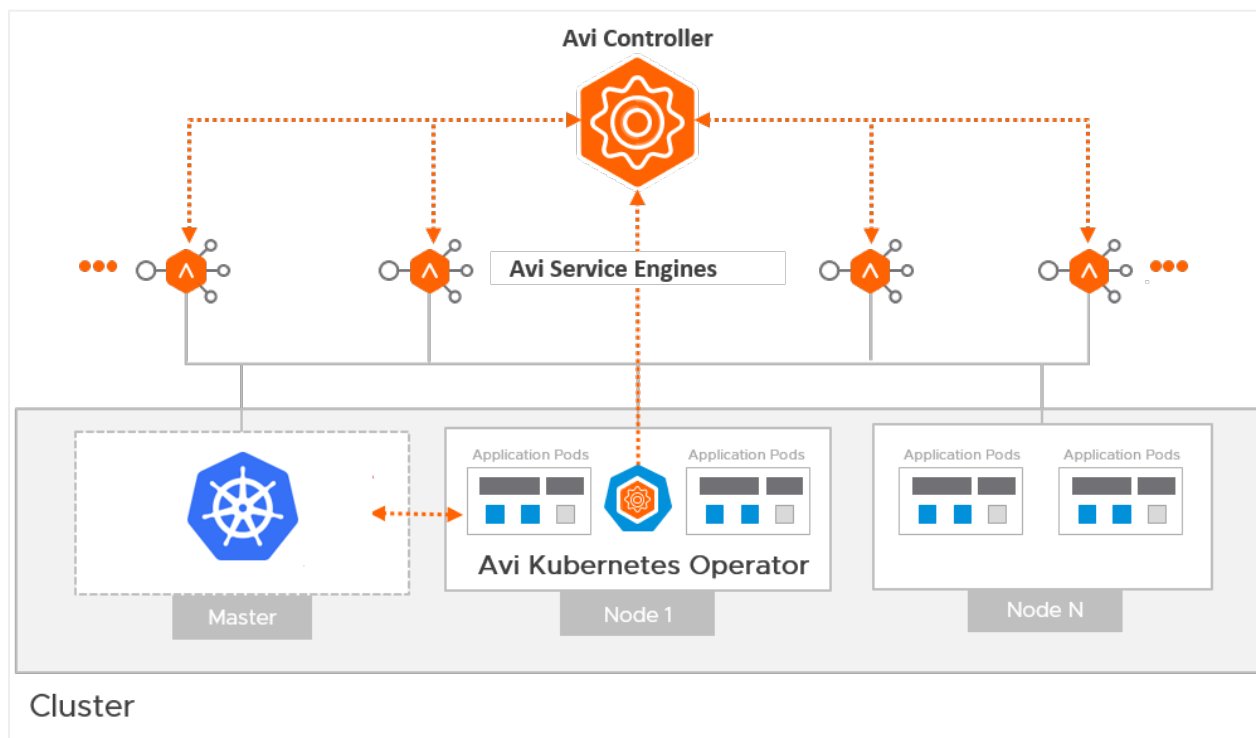 Avi Controller
Avi Service Engines
Application Pods
Application Pods
Application Pods
Application Pods
Avi Kubernetes Operator
Master
Node 1
Node N
Cluster